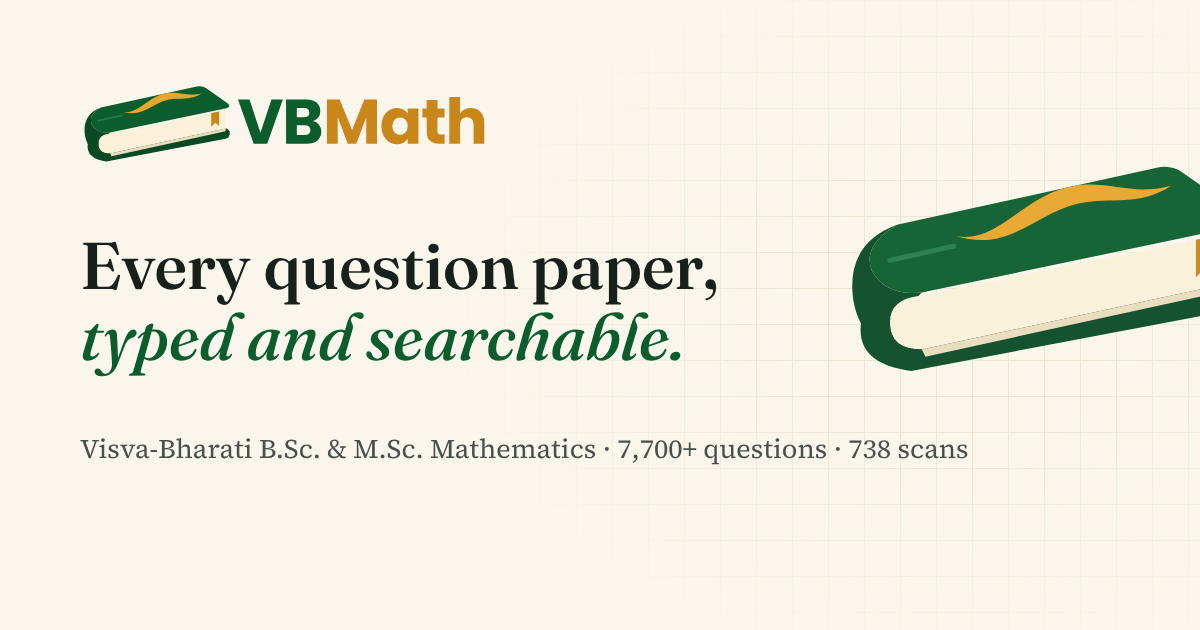 VBMath
Every question paper,
typed and searchable.
Visva-Bharati B.Sc. & M.Sc. Mathematics · 7,700+ questions · 738 scans